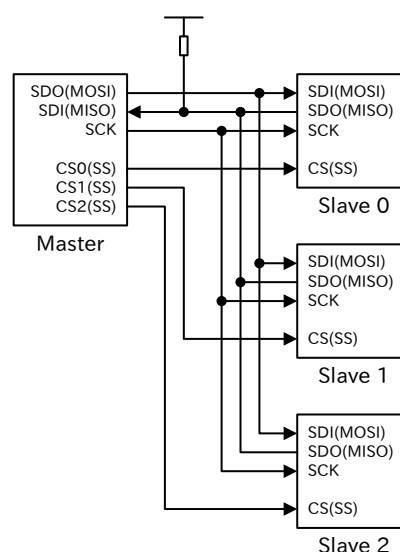 SDO(MOSI)
SDI(MISO)
SCK
CS0(SS)
CS1(SS)
CS2(SS)
Master
SDI(MOSI)
SDO(MISO)
SCK
CS(SS)
Slave 0
SDI(MOSI)
SDO(MISO)
SCK
CS(SS)
Slave 1
SDI(MOSI)
SDO(MISO)
SCK
CS(SS)
Slave 2